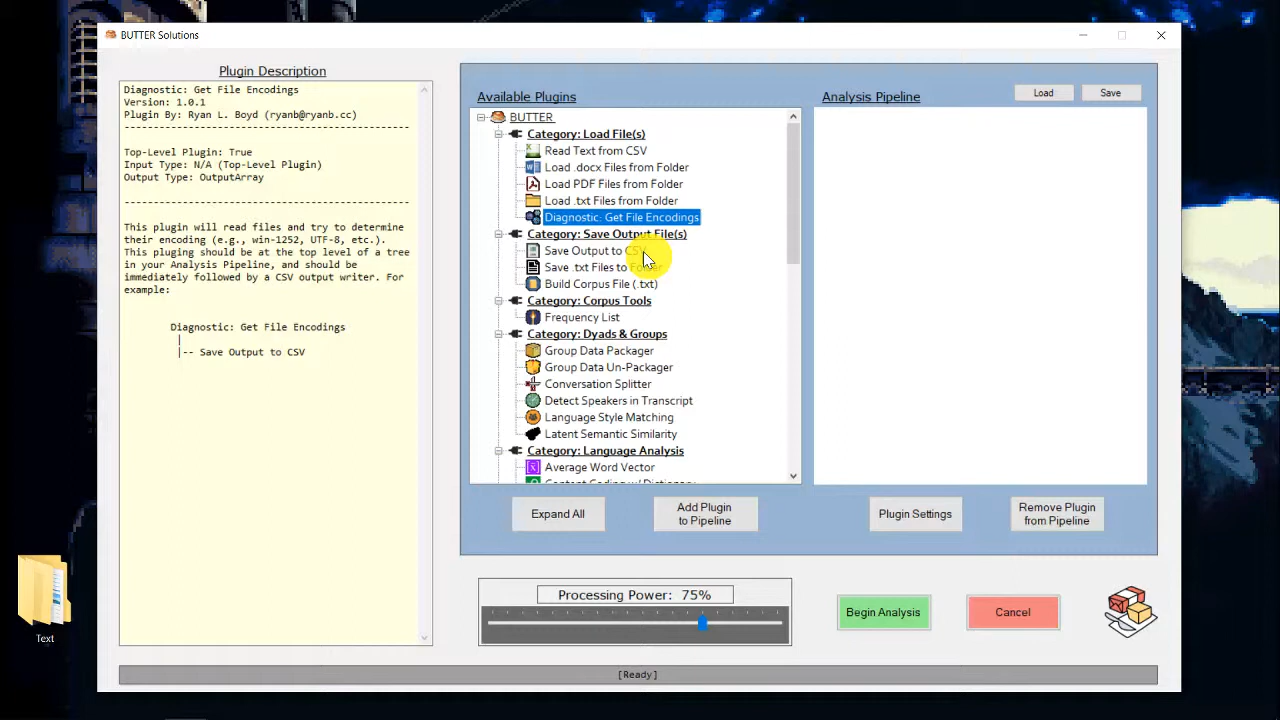 BUTTER Solutions
Plugin Description
Diagnostic: Get File Encodings
Version: 1.0.1
Plugin By: Ryan L. Boyd (ryanb@ryanb.cc)
----------------------------------------
Top-Level Plugin: True
Input Type: N/A (Top-Level Plugin)
Output Type: OutputArray
----------------------------------------
This plugin will read files and try to determine
their encoding (e.g., win-1252, UTF-8, etc.).
This pluging should be at the top level of a tree
in your Analysis Pipeline, and should be
immediately followed by a CSV output writer. For
example:
Diagnostic: Get File Encodings
|
|-- Save Output to CSV
Available Plugins
BUTTER
Category: Load File(s)
Read Text from CSV
Load .docx Files from Folder
Load PDF Files from Folder
Load .txt Files from Folder
Diagnostic: Get File Encodings
Category: Save Output File(s)
Save Output to CSV
Save .txt Files to Folder
Build Corpus File (.txt)
Category: Corpus Tools
Frequency List
Category: Dyads & Groups
Group Data Packager
Group Data Un-Packager
Conversation Splitter
Detect Speakers in Transcript
Language Style Matching
Latent Semantic Similarity
Category: Language Analysis
Average Word Vector
Analysis Pipeline
Load
Save
Expand All
Add Plugin
to Pipeline
Plugin Settings
Remove Plugin
from Pipeline
Processing Power: 75%
Begin Analysis
Cancel
[Ready]
Text